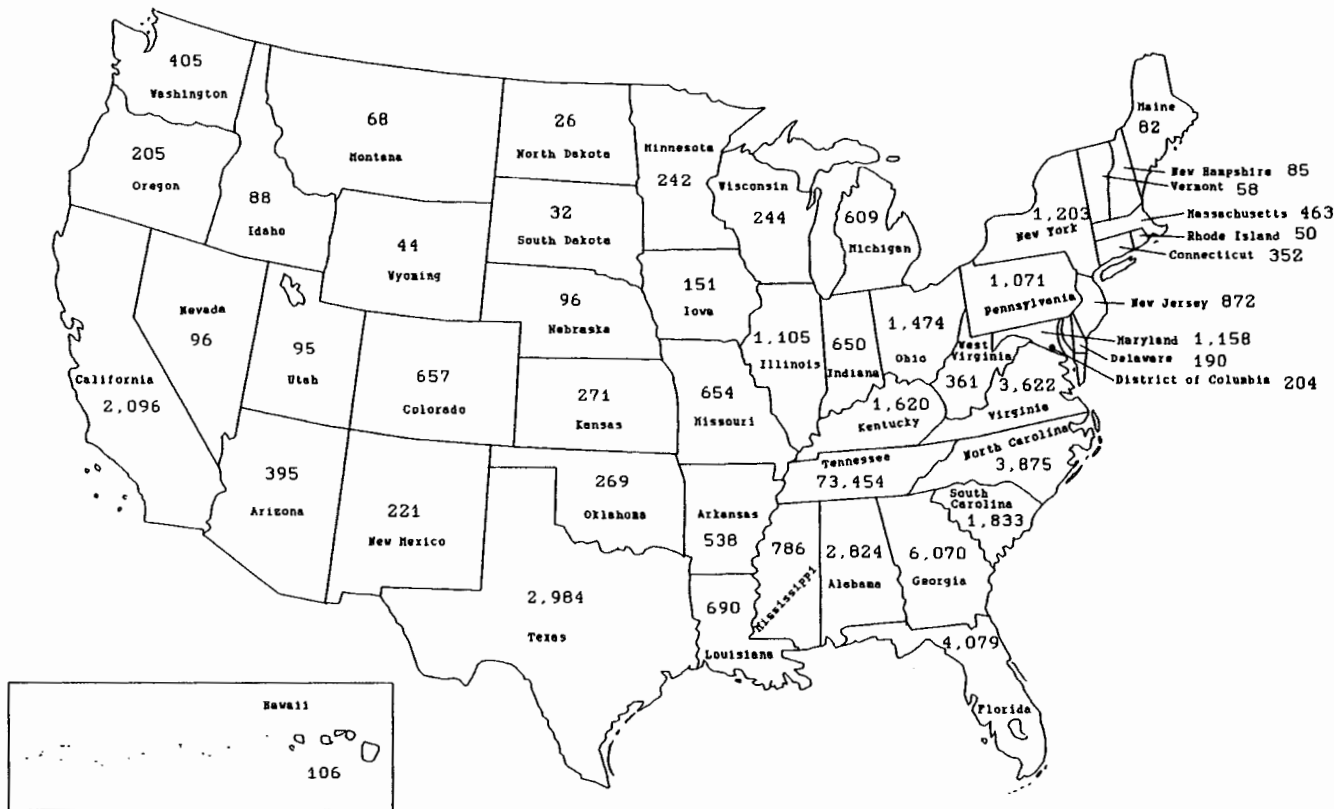 405
Washington
205
Oregon
88
Idaho
68
Montana
44
Wyoming
26
North Dakota
32
South Dakota
96
Nebraska
271
Kansas
Minnesota
242
151
Iowa
654
Missouri
Wisconsin
244
609
Michigan
1,105
Illinois
650
Indiana
1,474
Ohio
Nevada
96
95
Utah
657
Colorado
California
2,096
395
Arizona
221
New Mexico
269
Oklahoma
2,984
Texas
Arkansas
538
690
Louisiana
786
Mississippi
2,824
Alabama
6,070
Georgia
4,079
Florida
South
Carolina
1,833
North Carolina
3,875
Tennessee
73,454
1,620
Kentucky
West
Virginia
361
3,622
Virginia
1,071
Pennsylvania
1,203
New York
Maine
82
New Hampshire 85
Vermont 58
Massachusetts 463
Rhode Island 50
Connecticut 352
New Jersey 872
Maryland 1,158
Delaware 190
District of Columbia 204
Hawaii
106